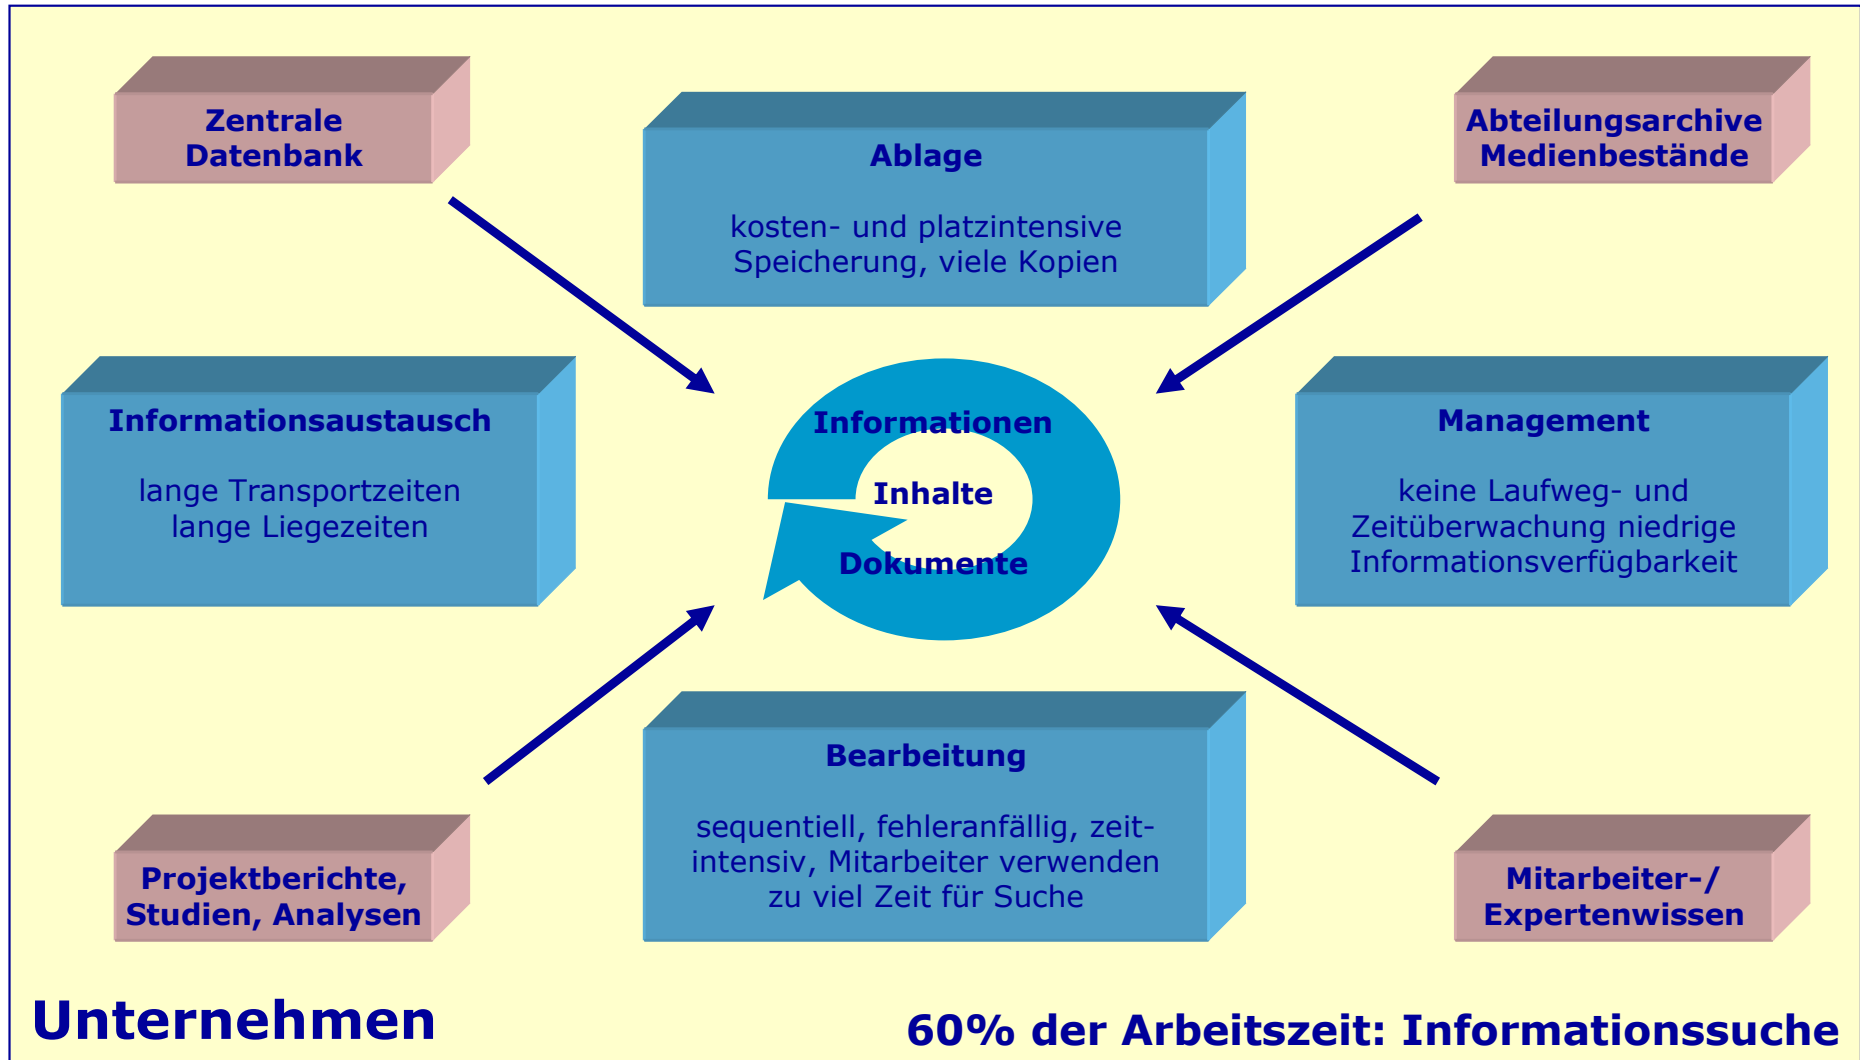 Zentrale
Datenbank
Ablage
kosten- und platzintensive
Speicherung, viele Kopien
Abteilungsarchive
Medienbestände
Informationsaustausch
lange Transportzeiten
lange Liegezeiten
Informationen
Inhalte
Dokumente
Management
keine Laufweg- und
Zeitüberwachung niedrige
Informationsverfügbarkeit
Projektberichte,
Studien, Analysen
Bearbeitung
sequentiell, fehleranfällig, zeit-
intensiv, Mitarbeiter verwenden
zu viel Zeit für Suche
Mitarbeiter-/
Expertenwissen
Unternehmen
60% der Arbeitszeit: Informationssuche